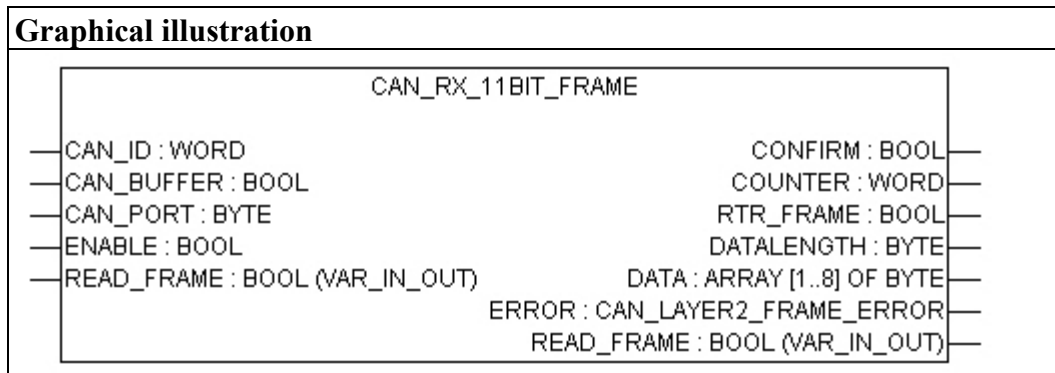 Graphical illustration
CAN_RX_11BIT_FRAME
CAN_ID : WORD CONFIRM : BOOL
CAN_BUFFER : BOOL COUNTER : WORD
CAN_PORT : BYTE RTR_FRAME : BOOL
ENABLE : BOOL DATALENGTH : BYTE
READ_FRAME : BOOL (VAR_IN_OUT) DATA : ARRAY [1..8] OF BYTE
ERROR : CAN_LAYER2_FRAME_ERROR
READ_FRAME : BOOL (VAR_IN_OUT)